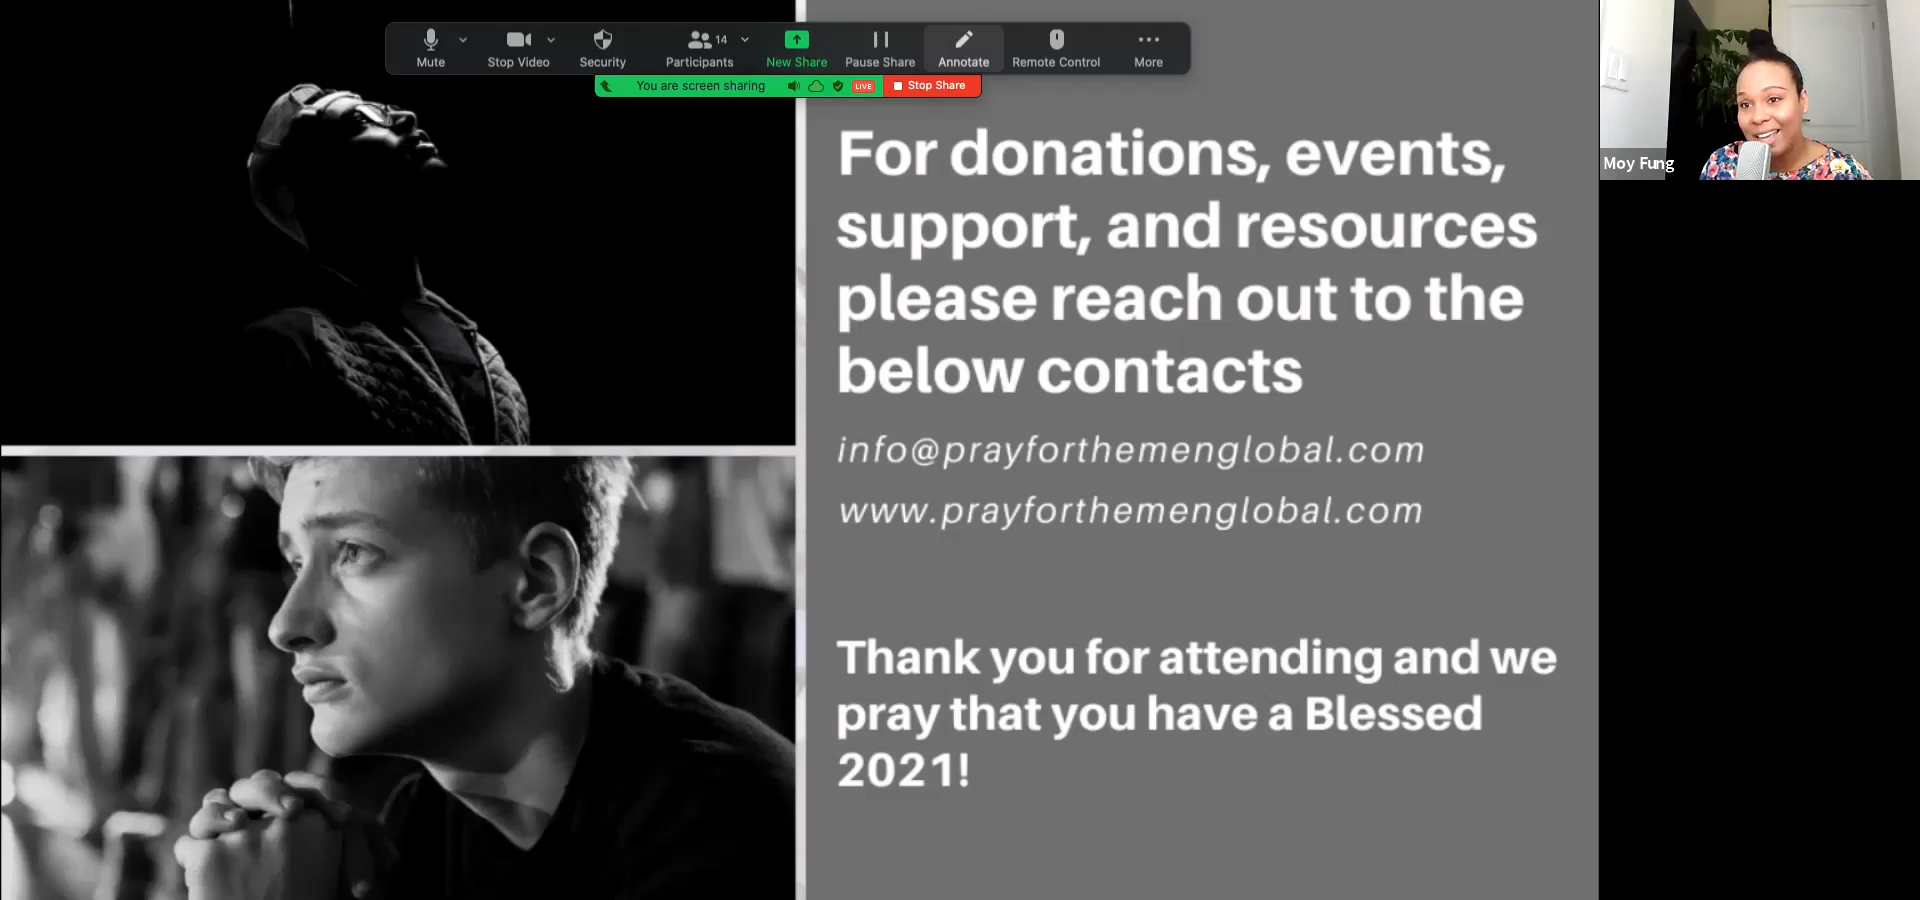 Mute
Stop Video
Security
Participants 14
New Share
Pause Share
Annotate
Remote Control
More
You are screen sharing
LIVE
Stop Share
For donations, events,
support, and resources
please reach out to the
below contacts
info@prayforthemenglobal.com
www.prayforthemenglobal.com
Thank you for attending and we
pray that you have a Blessed
2021!
Moy Fung